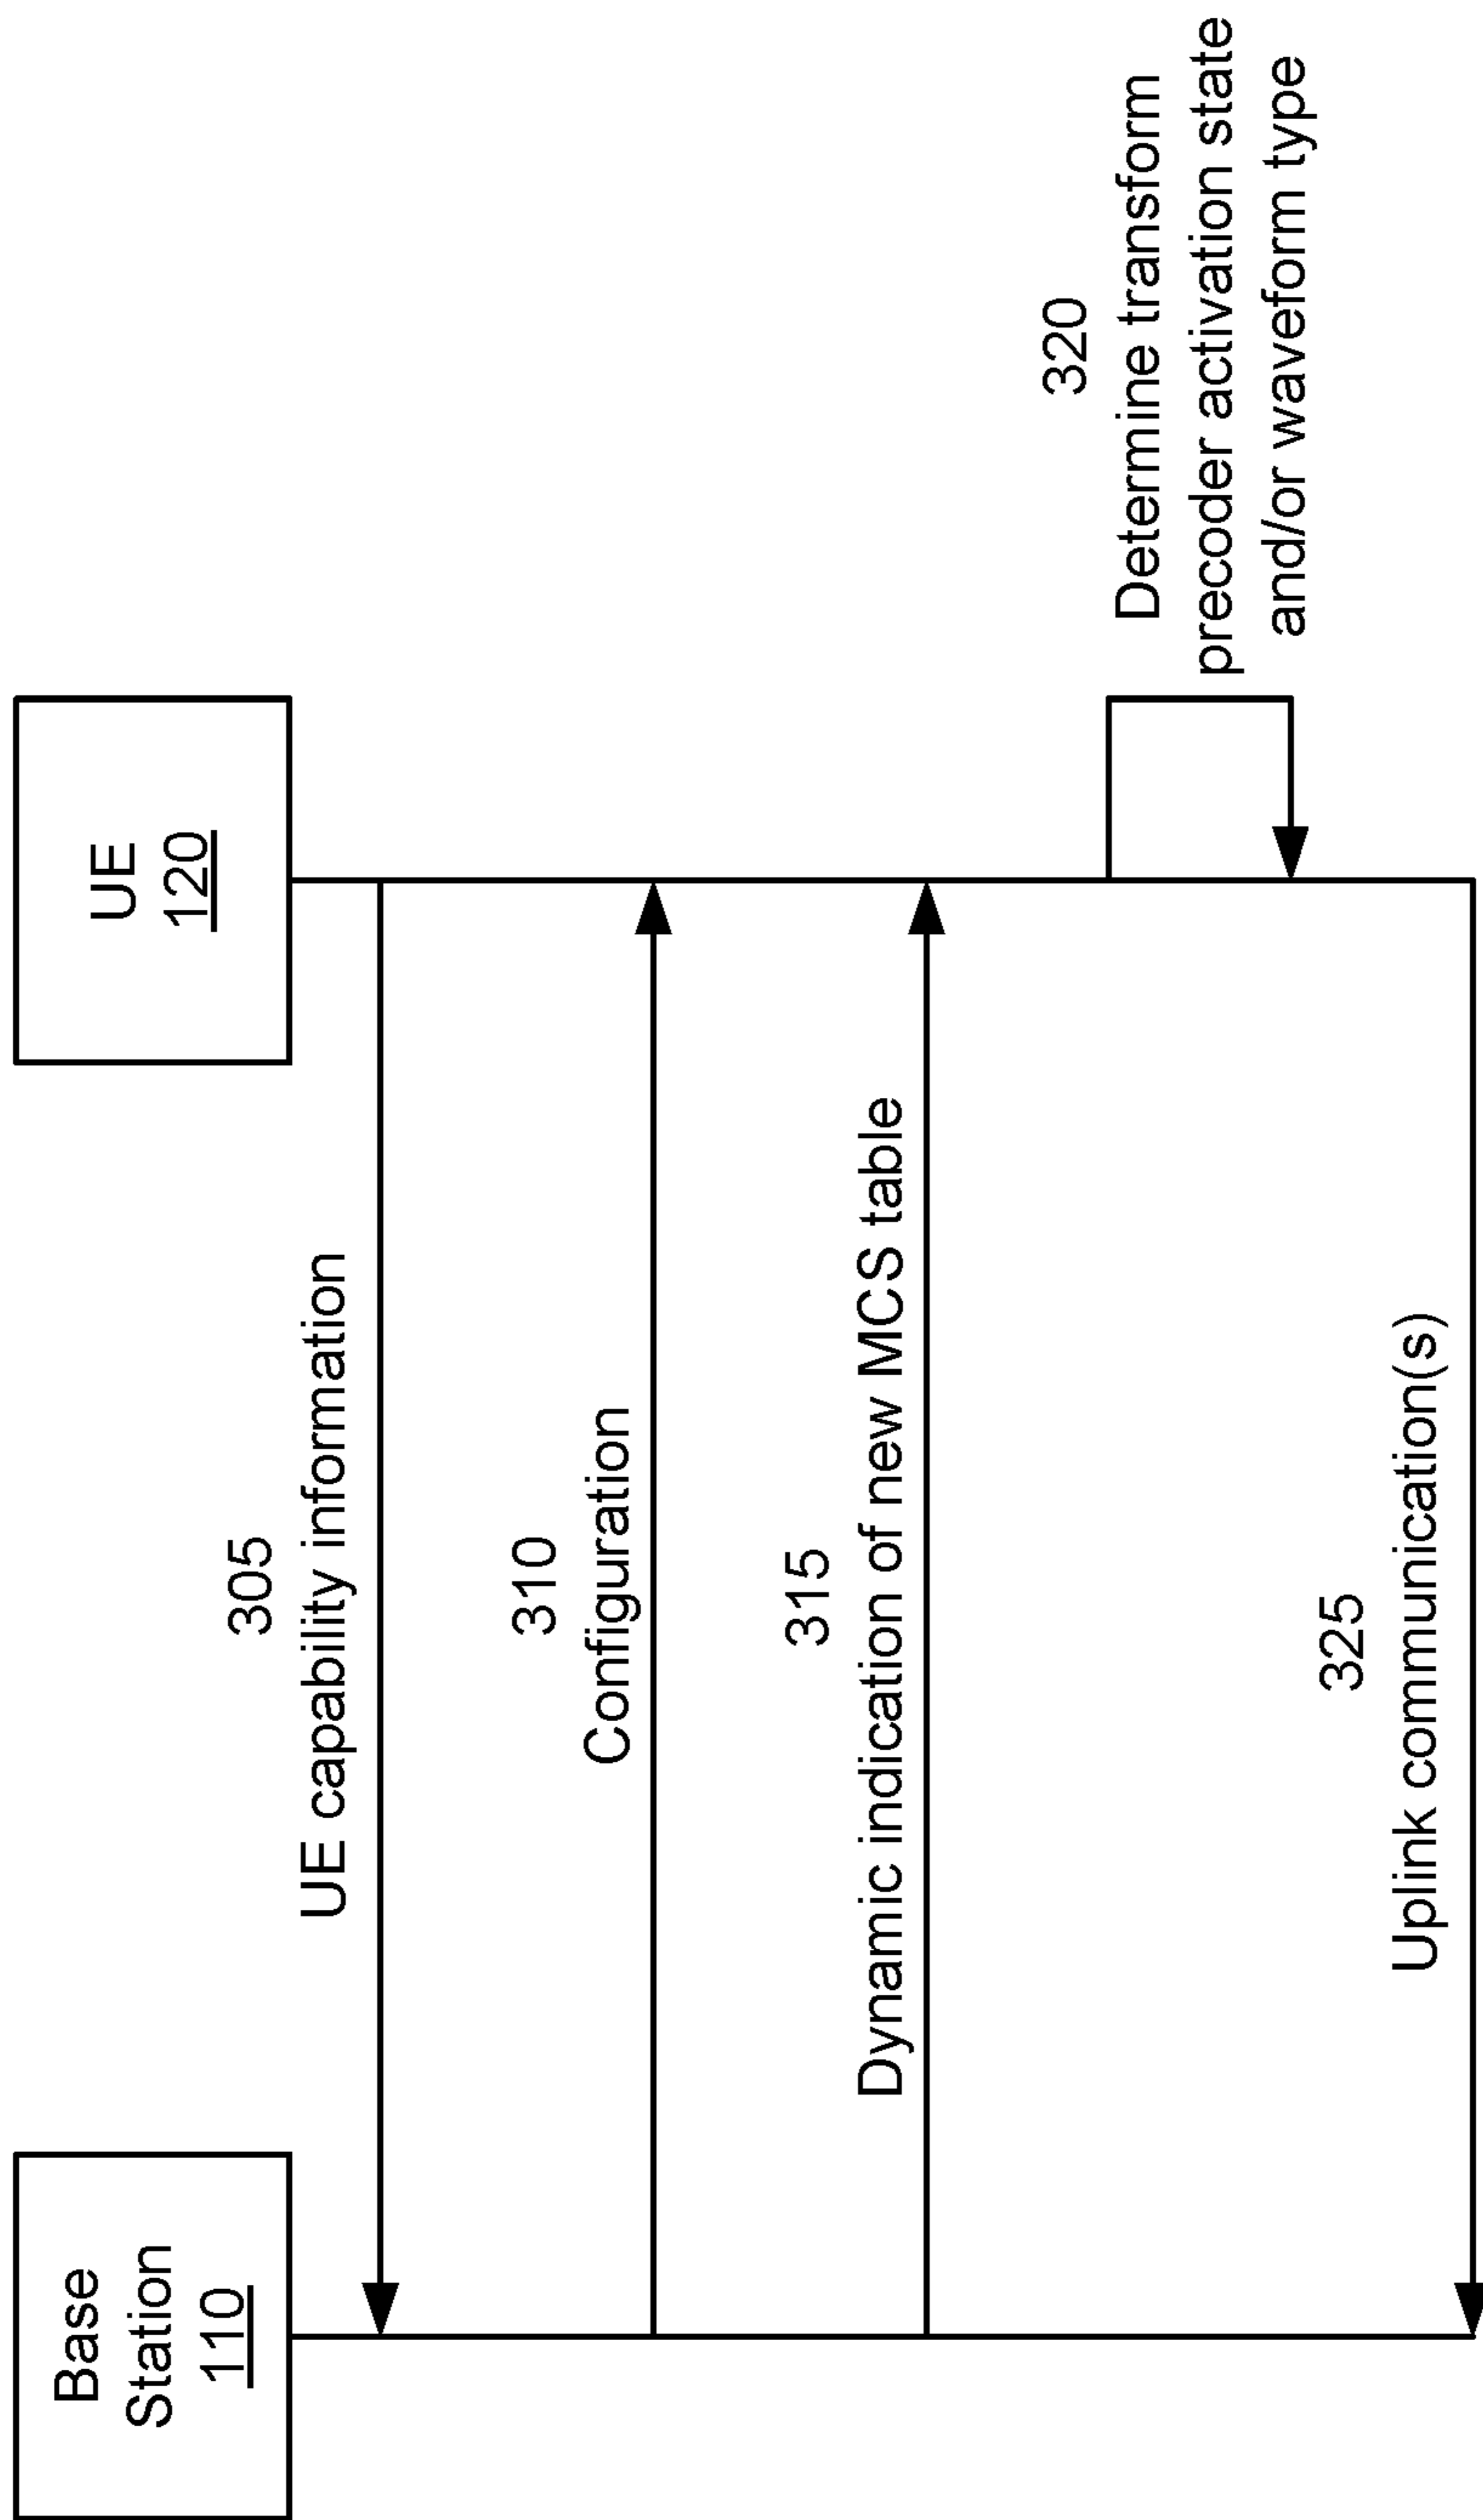 Base
Station
110
UE
120
305
UE capability information
310
Configuration
315
Dynamic indication of new MCS table
320
Determine transform
precoder activation state
and/or waveform type
325
Uplink communication(s)